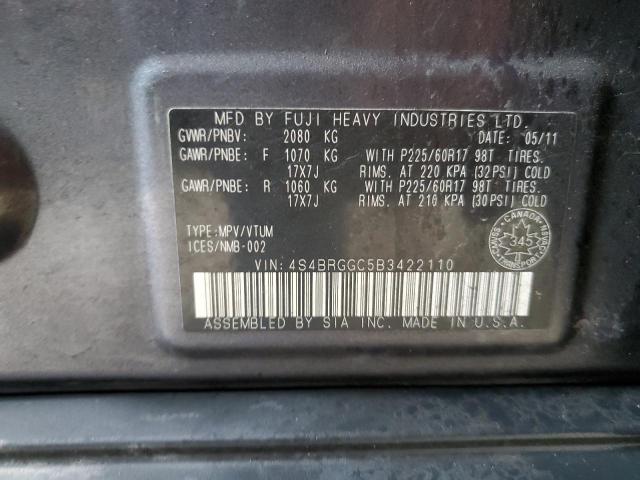 MFD BY FUJI HEAVY INDUSTRIES LTD.
GVWR/PNBV: 2080 KG DATE: 05/11
GAWR/PNBE: F 1070 KG WITH P225/60R17 98T TIRES.
17X7J RIMS. AT 220 KPA (32PSI) COLD
GAWR/PNBE: R 1060 KG WITH P225/60R17 98T TIRES.
17X7J RIMS. AT 210 KPA (30PSI) COLD
TYPE:MPV/VTUM
ICES/NMB-002
CANADA
345
TRANSPORT
VIN: 4S4BRGGC5B3422110
ASSEMBLED BY SIA INC. MADE IN U.S.A.